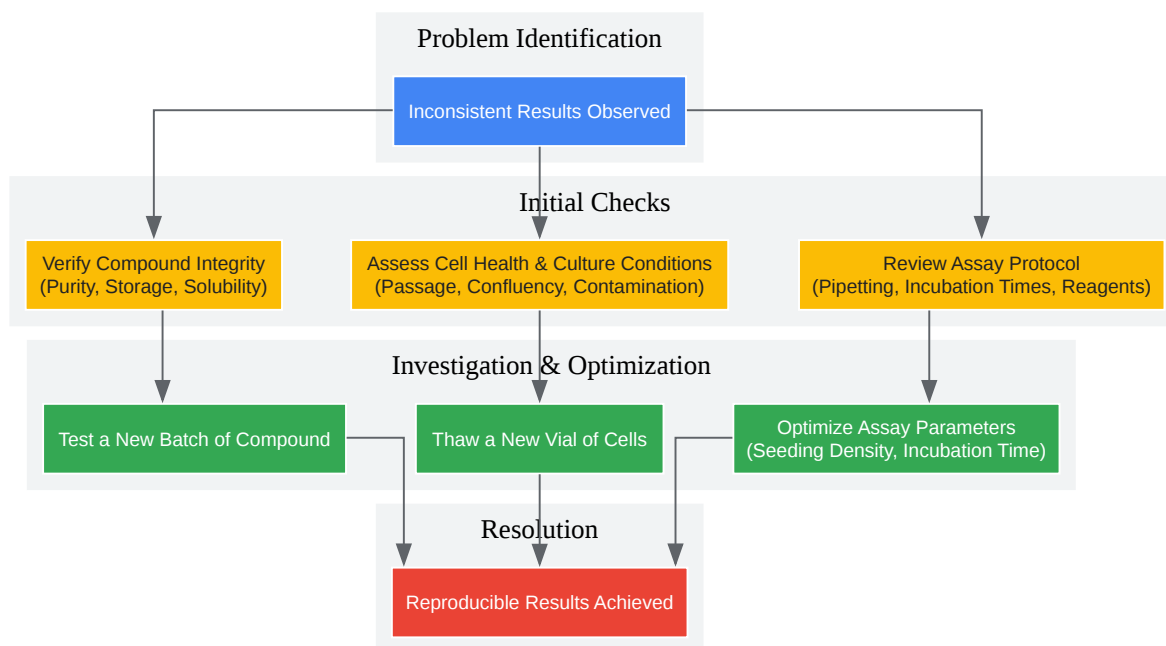 Problem Identification
Inconsistent Results Observed
Initial Checks
Verify Compound Integrity
(Purity, Storage, Solubility)
Assess Cell Health & Culture Conditions
(Passage, Confluency, Contamination)
Review Assay Protocol
(Pipetting, Incubation Times, Reagents)
Investigation & Optimization
Test a New Batch of Compound
Thaw a New Vial of Cells
Optimize Assay Parameters
(Seeding Density, Incubation Time)
Resolution
Reproducible Results Achieved